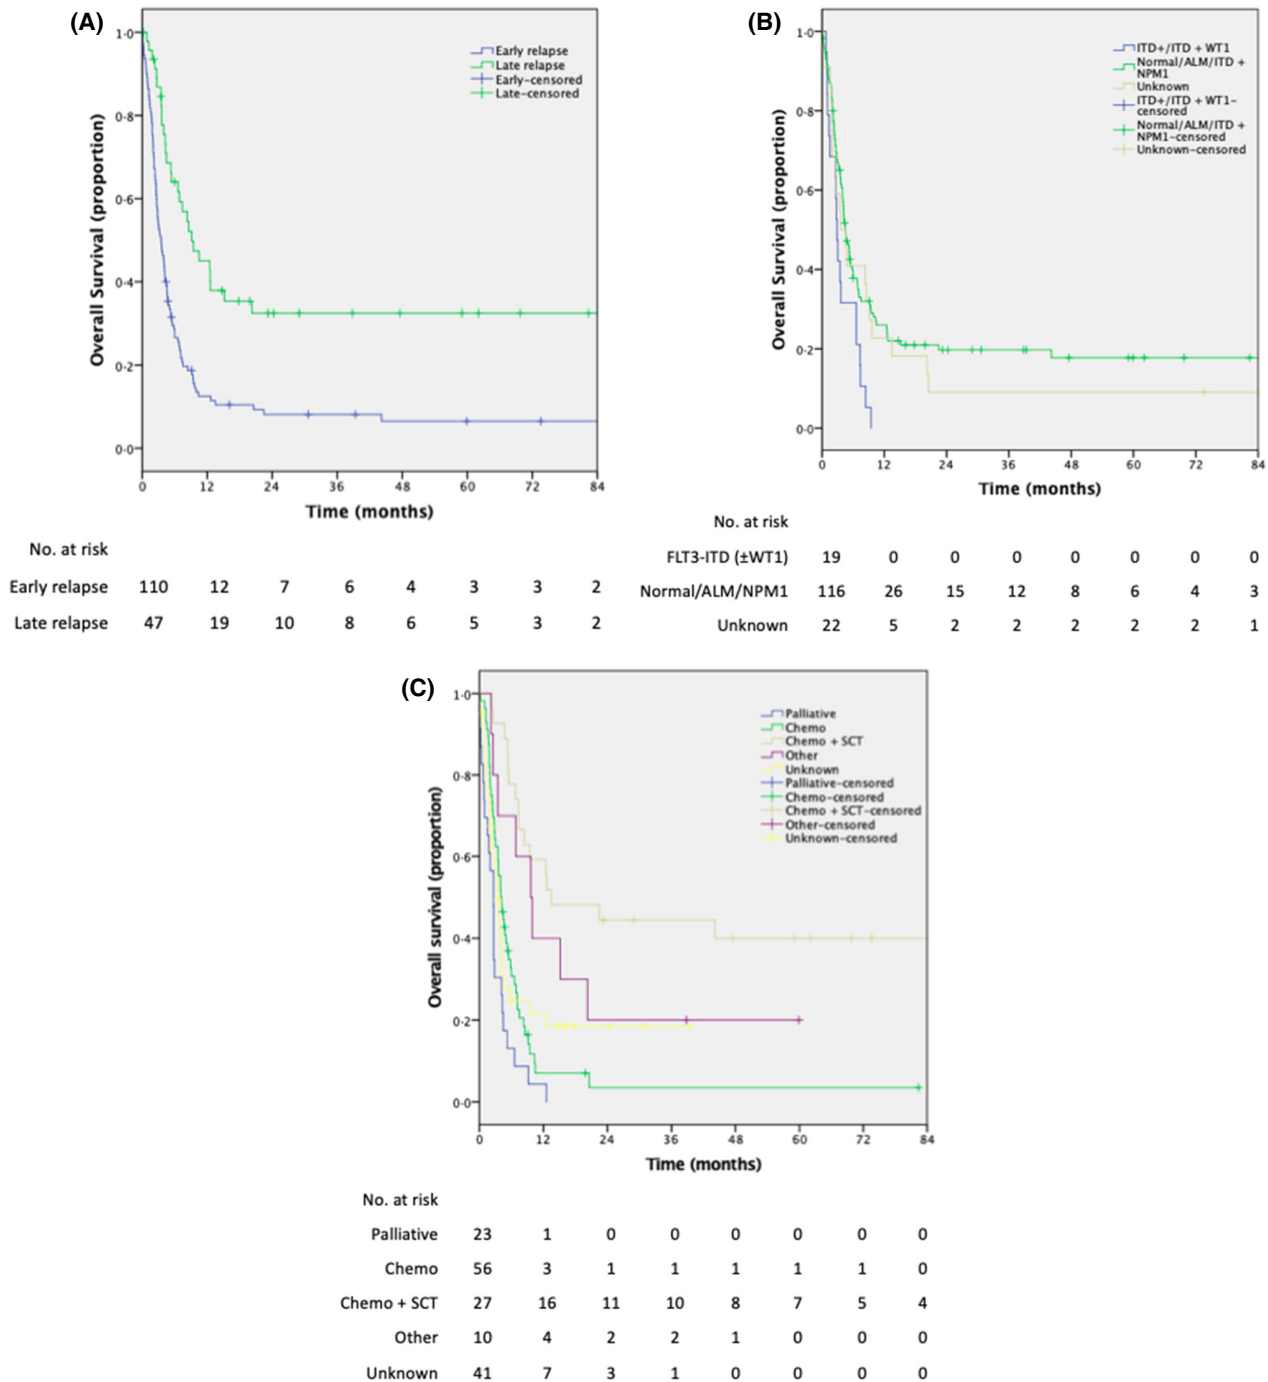 (A)
1·0
0·8
0·6
0·4
0·2
0·0
Overall Survival (proportion)
Early relapse
Late relapse
Early-censored
Late-censored
0 12 24 36 48 60 72 84
Time (months)
No. at risk
Early relapse 110 12 7 6 4 3 3 2
Late relapse 47 19 10 8 6 5 3 2
(B)
1·0
0·8
0·6
0·4
0·2
0·0
Overall Survival (proportion)
ITD+/ITD + WT1
Normal/ALM/ITD +
NPM1
Unknown
ITD+/ITD + WT1-
censored
Normal/ALM/ITD +
NPM1-censored
Unknown-censored
0 12 24 36 48 60 72 84
Time (months)
No. at risk
FLT3-ITD (±WT1) 19 0 0 0 0 0 0 0
Normal/ALM/NPM1 116 26 15 12 8 6 4 3
Unknown 22 5 2 2 2 2 2 1
(C)
1·0
0·8
0·6
0·4
0·2
0·0
Overall survival (proportion)
Palliative
Chemo
Chemo + SCT
Other
Unknown
Palliative-censored
Chemo-censored
Chemo + SCT-censored
Other-censored
Unknown-censored
0 12 24 36 48 60 72 84
Time (months)
No. at risk
Palliative 23 1 0 0 0 0 0 0
Chemo 56 3 1 1 1 1 1 0
Chemo + SCT 27 16 11 10 8 7 5 4
Other 10 4 2 2 1 0 0 0
Unknown 41 7 3 1 0 0 0 0